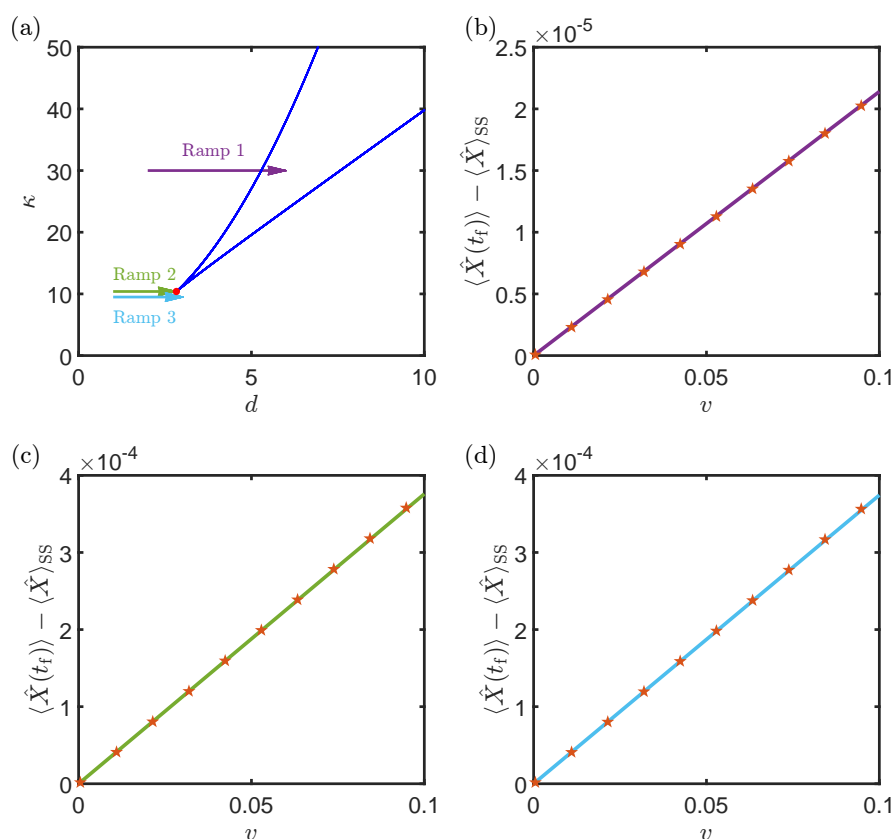 (a)
50
40
30
20
10
0
κ
Ramp 1
Ramp 2
Ramp 3
0 5 10
d
(b)
×10⁻⁵
2.5
2
1.5
1
0.5
0
⟨X̂(t_f)⟩ − ⟨X̂⟩_SS
0 0.05 0.1
v
(c)
×10⁻⁴
4
3
2
1
0
⟨X̂(t_f)⟩ − ⟨X̂⟩_SS
0 0.05 0.1
v
(d)
×10⁻⁴
4
3
2
1
0
⟨X̂(t_f)⟩ − ⟨X̂⟩_SS
0 0.05 0.1
v